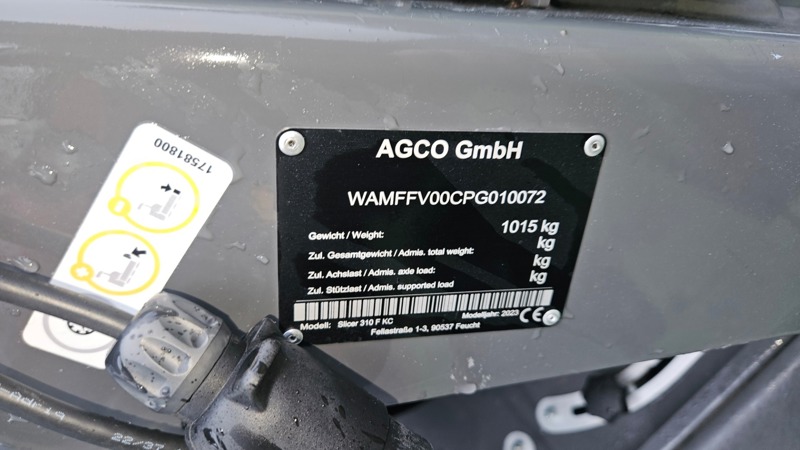 17581800
AGCO GmbH
WAMFFV00CPG010072
Gewicht / Weight: 1015 kg
kg
Zul. Gesamtgewicht / Admis. total weight: kg
Zul. Achslast / Admis. axle load: kg
Zul. Stützlast / Admis. supported load
Modell: Slicer 310 F KC Modelljahr: 2023 CE
Fellastraße 1-3, 90537 Feucht
22/37